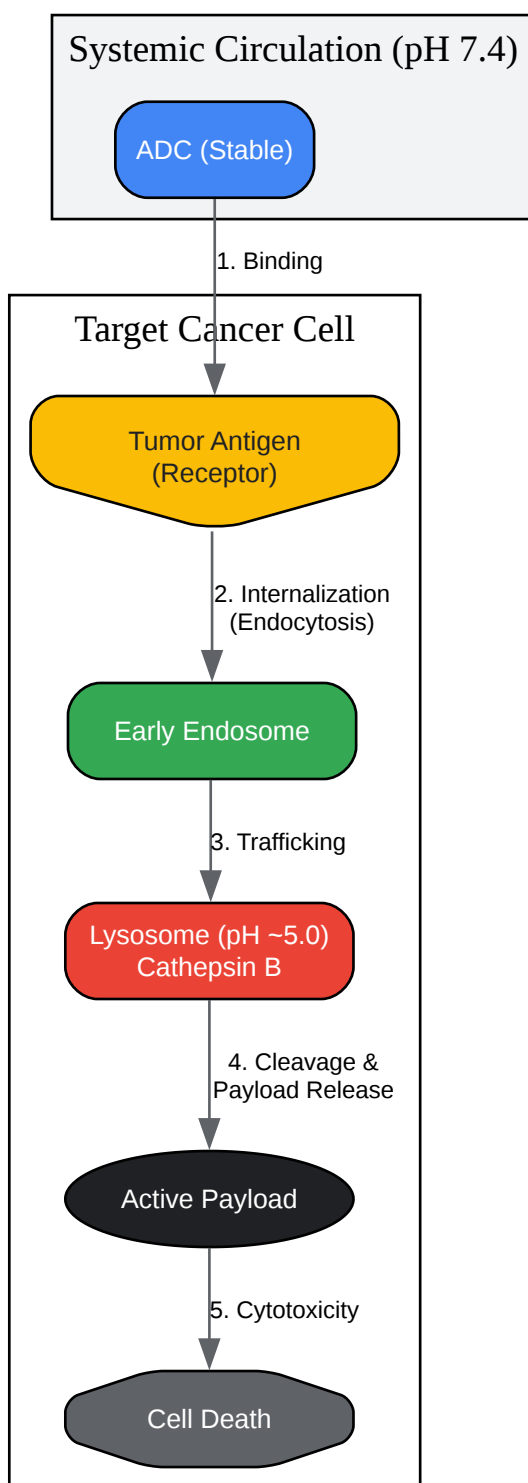 Systemic Circulation (pH 7.4)
ADC (Stable)
1. Binding
Target Cancer Cell
Tumor Antigen
(Receptor)
2. Internalization
(Endocytosis)
Early Endosome
3. Trafficking
Lysosome (pH ~5.0)
Cathepsin B
4. Cleavage &
Payload Release
Active Payload
5. Cytotoxicity
Cell Death